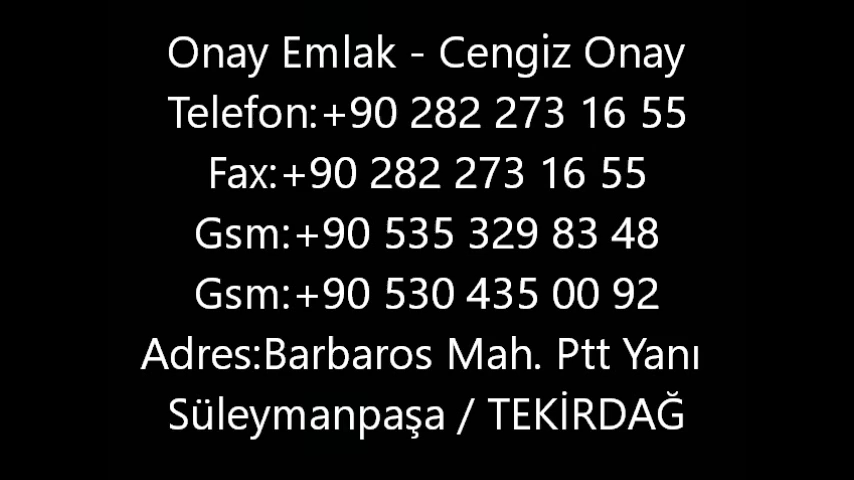 Onay Emlak - Cengiz Onay
Telefon:+90 282 273 16 55
Fax:+90 282 273 16 55
Gsm:+90 535 329 83 48
Gsm:+90 530 435 00 92
Adres:Barbaros Mah. Ptt Yanı
Süleymanpaşa / TEKİRDAĞ